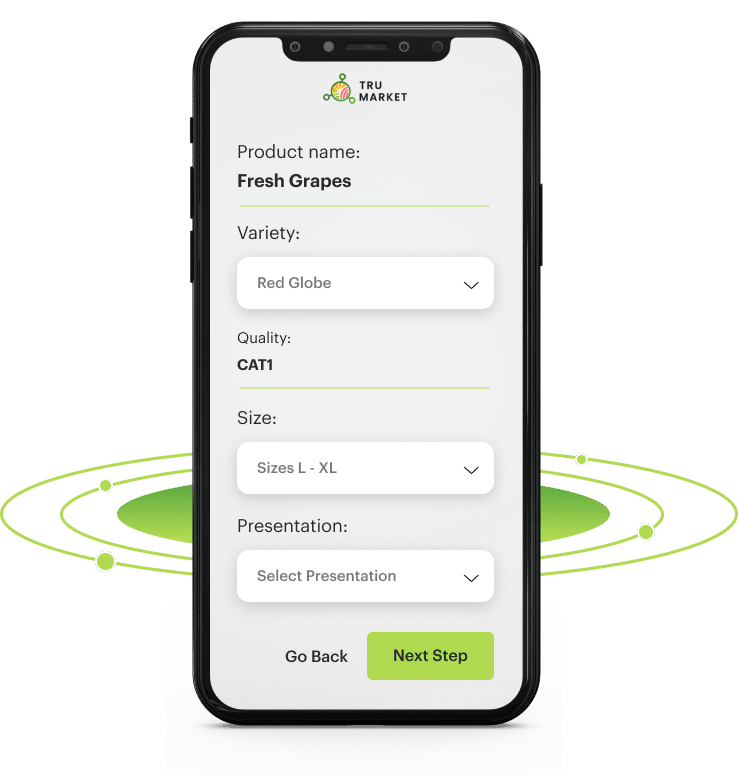 TRU
MARKET
Product name:
Fresh Grapes
Variety:
Red Globe
Quality:
CAT1
Size:
Sizes L - XL
Presentation:
Select Presentation
Go Back
Next Step